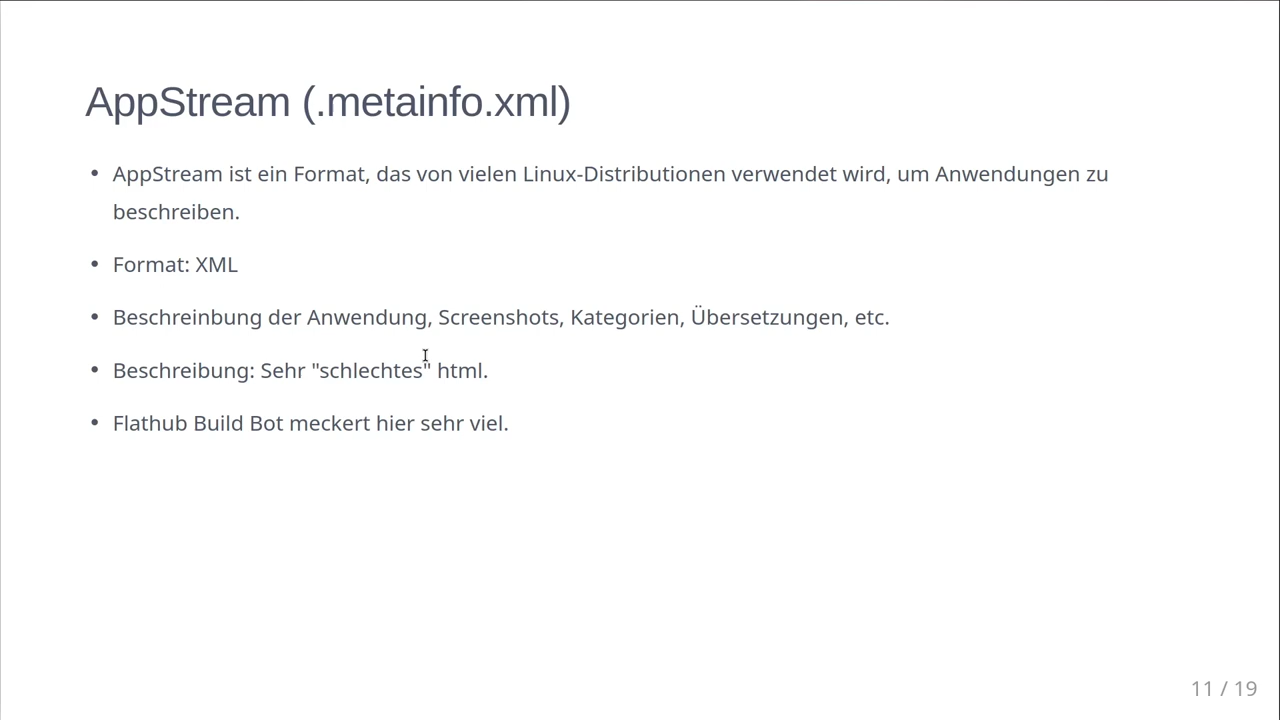 AppStream (.metainfo.xml)
• AppStream ist ein Format, das von vielen Linux-Distributionen verwendet wird, um Anwendungen zu
beschreiben.
• Format: XML
• Beschreinbung der Anwendung, Screenshots, Kategorien, Übersetzungen, etc.
• Beschreibung: Sehr "schlechtes" html.
• Flathub Build Bot meckert hier sehr viel.
11 / 19